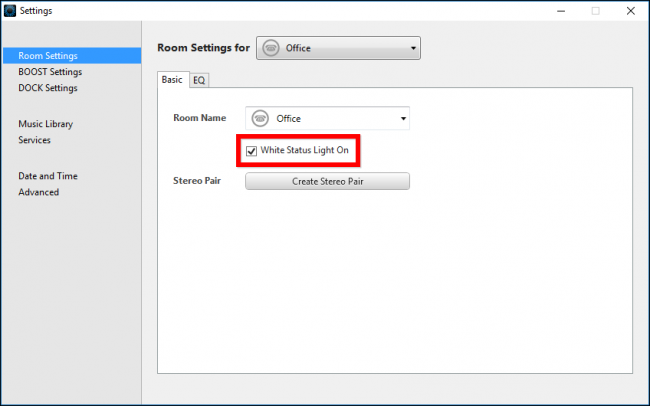 Settings
Room Settings
BOOST Settings
DOCK Settings
Music Library
Services
Date and Time
Advanced
Room Settings for Office
Basic EQ
Room Name Office
White Status Light On
Stereo Pair Create Stereo Pair